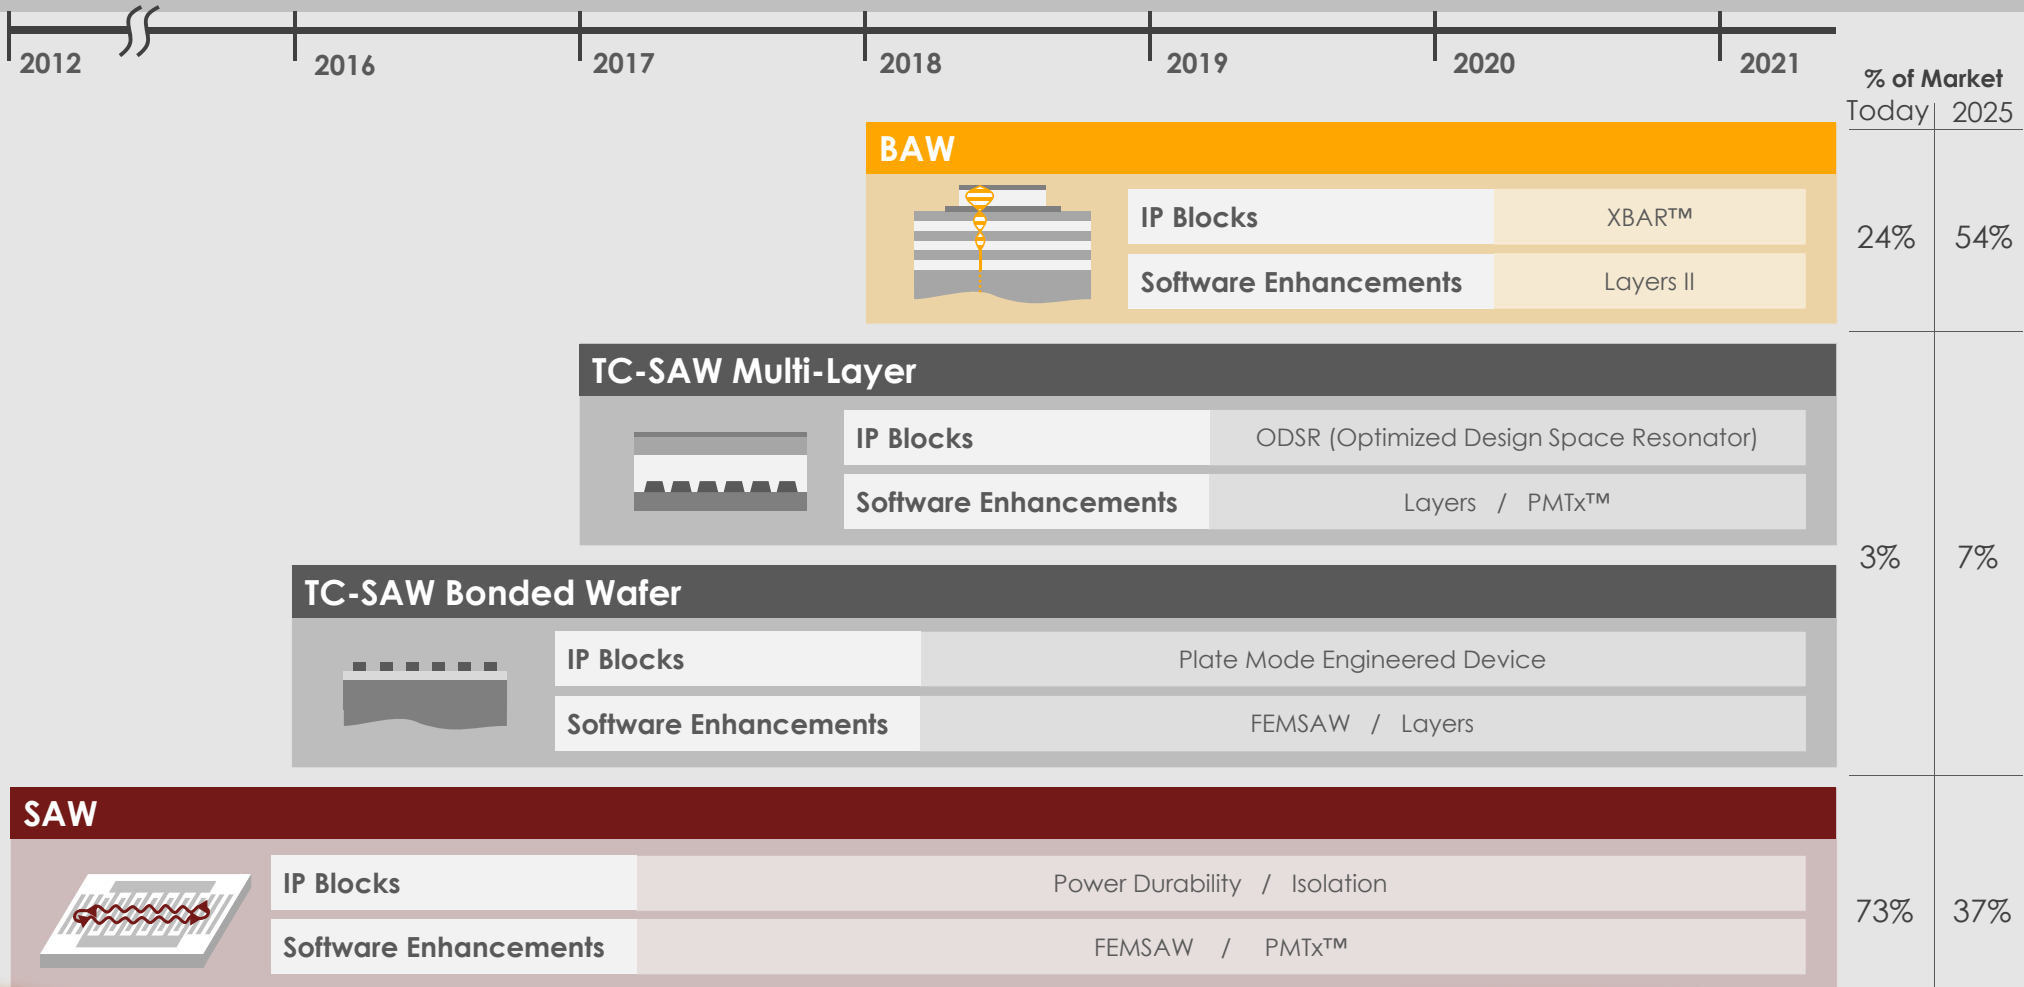 2012 2016 2017 2018 2019 2020 2021
% of Market
Today 2025
BAW
IP Blocks XBAR™
Software Enhancements Layers II
24% 54%
TC-SAW Multi-Layer
IP Blocks ODSR (Optimized Design Space Resonator)
Software Enhancements Layers / PMTx™
3% 7%
TC-SAW Bonded Wafer
IP Blocks Plate Mode Engineered Device
Software Enhancements FEMSAW / Layers
SAW
IP Blocks Power Durability / Isolation
73% 37%
Software Enhancements FEMSAW / PMTx™